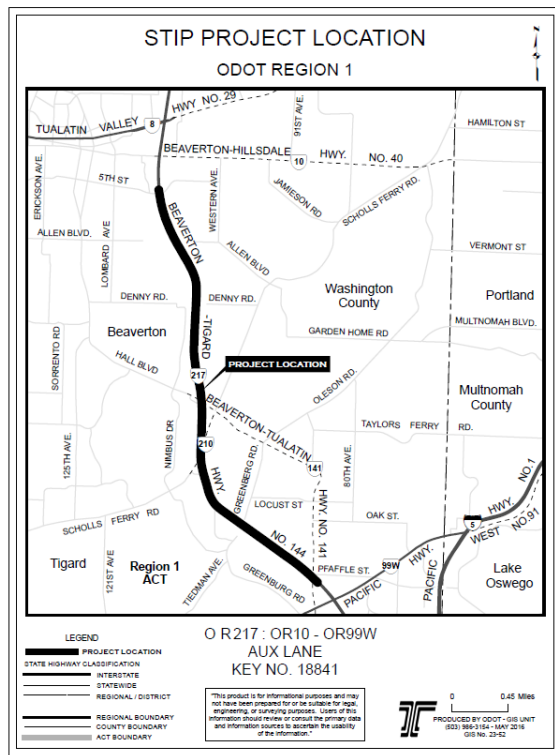 STIP PROJECT LOCATION
ODOT REGION 1
HWY NO. 29
TUALATIN VALLEY
8
91ST AVE
HAMILTON ST
BEAVERTON-HILLSDALE HWY. NO. 40
10
ERICKSON AVE.
5TH ST
WESTERN AVE
JAMIESON RD
SCHOLLS FERRY RD.
BEAVERTON
LOMBARD AVE
ALLEN BLVD.
ALLEN BLVD
VERMONT ST
Washington
County
Portland
DENNY RD.
DENNY RD.
MULTNOMAH BLVD.
Beaverton
-TIGARD
GARDEN HOME RD
SORRENTO RD
HALL BLVD
PROJECT LOCATION
217
OLESON RD.
Multnomah
County
BEAVERTON-TUALATIN
TAYLORS FERRY RD.
125TH AVE.
NIMBUS DR
210
141
80TH AVE.
HWY.
GREENBERG RD.
HWY. NO. 141
LOCUST ST
OAK ST.
HWY. NO.1
5
WEST NO.91
SCHOLLS FERRY RD
NO. 144
HWY.
99W
PFAFFLE ST.
Tigard
121ST AVE
Region 1
ACT
TIEDMAN AVE.
GREENBURG RD.
PACIFIC
PACIFIC
Lake
Oswego
LEGEND
PROJECT LOCATION
STATE HIGHWAY CLASSIFICATION
INTERSTATE
STATEWIDE
REGIONAL / DISTRICT
REGIONAL BOUNDARY
COUNTY BOUNDARY
ACT BOUNDARY
O R217 : OR10 - OR99W
AUX LANE
KEY NO. 18841
"This product is for informational purposes and may
not have been prepared for or be suitable for legal,
engineering, or surveying purposes. Users of this
information should review or consult the primary data
and information sources to ascertain the usability
of the information."
0 0.45 Miles
PRODUCED BY ODOT - GIS UNIT
(503) 986-3154 - MAY 2016
GIS No. 23-52